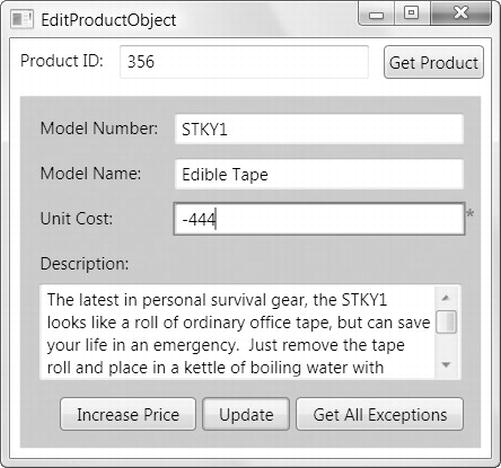 EditProductObject
Product ID: 356 Get Product
Model Number: STKY1
Model Name: Edible Tape
Unit Cost: -444 *
Description:
The latest in personal survival gear, the STKY1
looks like a roll of ordinary office tape, but can save
your life in an emergency.  Just remove the tape
roll and place in a kettle of boiling water with
Increase Price Update Get All Exceptions